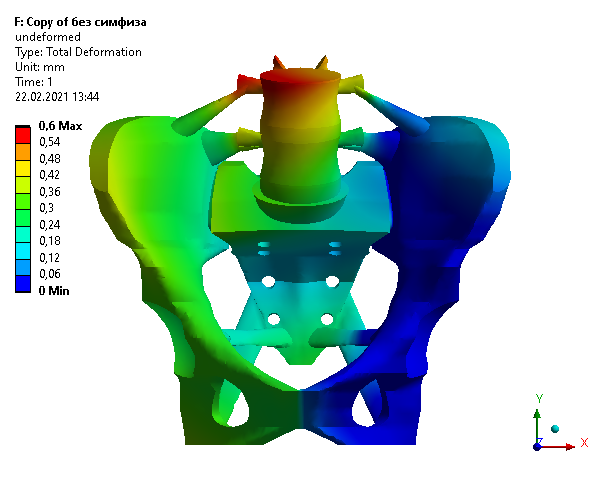 F: Copy of без симфиза
undeformed
Type: Total Deformation
Unit: mm
Time: 1
22.02.2021 13:44
0,6 Max
0,54
0,48
0,42
0,36
0,3
0,24
0,18
0,12
0,06
0 Min
Y
Z
X